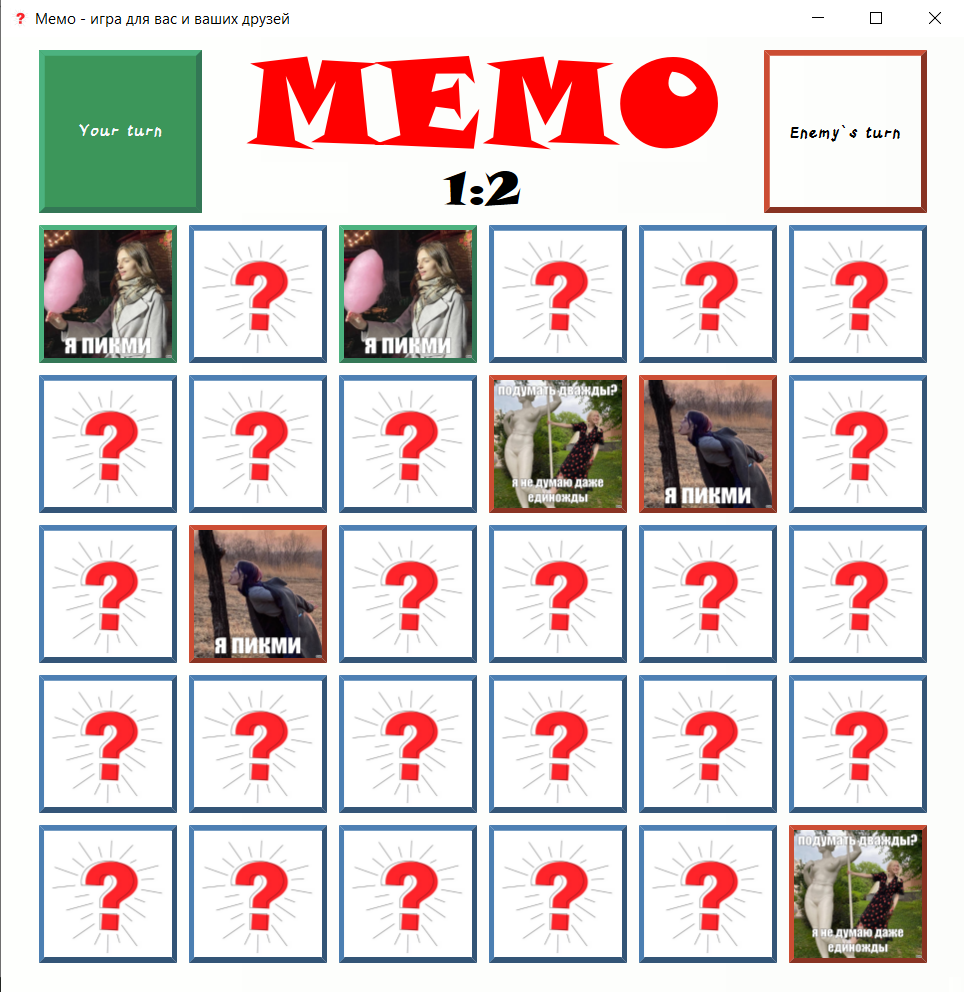 Мемо - игра для вас и ваших друзей
Your turn
MEMO
Enemy`s turn
1:2
Я ПИКМИ
Я ПИКМИ
подумать дважды?
я не думаю даже
единожды
Я ПИКМИ
Я ПИКМИ
подумать дважды?
я не думаю даже
единожды